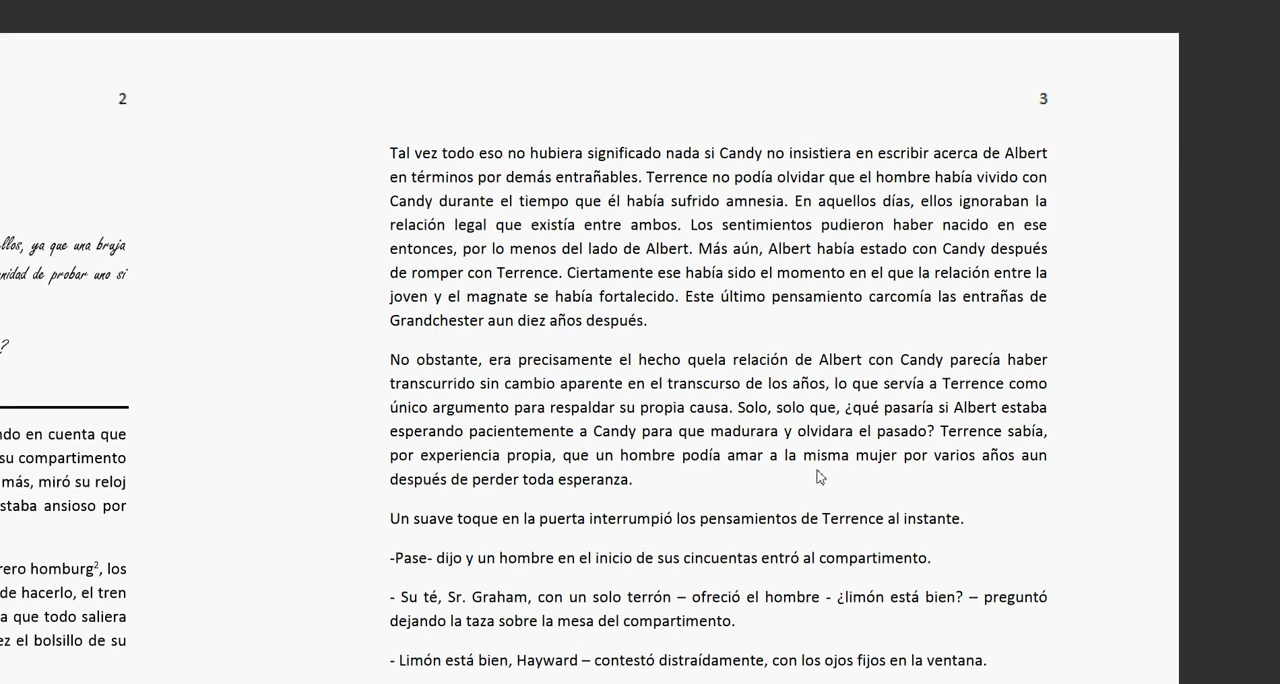 2
llos, ya que una bruja
nidad de probar uno si
?
ndo en cuenta que
su compartimento
más, miró su reloj
staba ansioso por
rero homburg², los
de hacerlo, el tren
a que todo saliera
ez el bolsillo de su
3
Tal vez todo eso no hubiera significado nada si Candy no insistiera en escribir acerca de Albert
en términos por demás entrañables. Terrence no podía olvidar que el hombre había vivido con
Candy durante el tiempo que él había sufrido amnesia. En aquellos días, ellos ignoraban la
relación legal que existía entre ambos. Los sentimientos pudieron haber nacido en ese
entonces, por lo menos del lado de Albert. Más aún, Albert había estado con Candy después
de romper con Terrence. Ciertamente ese había sido el momento en el que la relación entre la
joven y el magnate se había fortalecido. Este último pensamiento carcomía las entrañas de
Grandchester aun diez años después.
No obstante, era precisamente el hecho quela relación de Albert con Candy parecía haber
transcurrido sin cambio aparente en el transcurso de los años, lo que servía a Terrence como
único argumento para respaldar su propia causa. Solo, solo que, ¿qué pasaría si Albert estaba
esperando pacientemente a Candy para que madurara y olvidara el pasado? Terrence sabía,
por experiencia propia, que un hombre podía amar a la misma mujer por varios años aun
después de perder toda esperanza.
Un suave toque en la puerta interrumpió los pensamientos de Terrence al instante.
-Pase- dijo y un hombre en el inicio de sus cincuentas entró al compartimento.
- Su té, Sr. Graham, con un solo terrón – ofreció el hombre - ¿limón está bien? – preguntó
dejando la taza sobre la mesa del compartimento.
- Limón está bien, Hayward – contestó distraídamente, con los ojos fijos en la ventana.